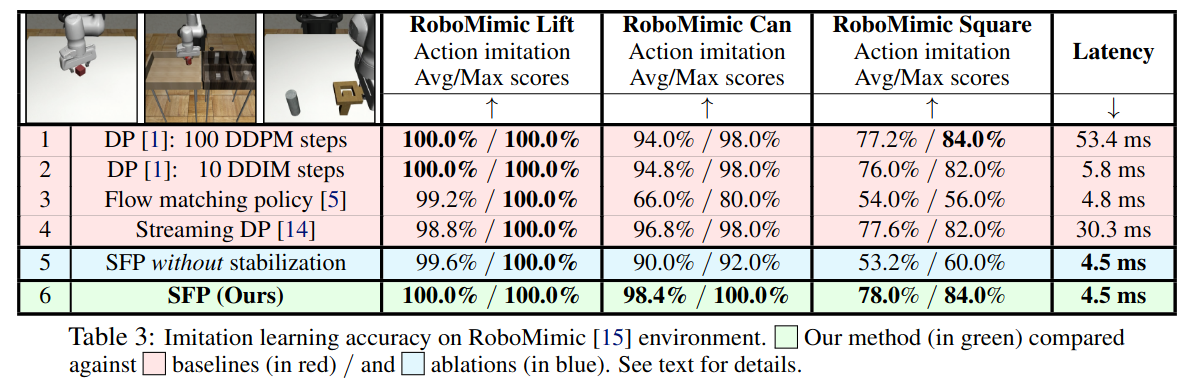 RoboMimic Lift RoboMimic Can RoboMimic Square
Action imitation Action imitation Action imitation Latency
Avg/Max scores Avg/Max scores Avg/Max scores
↑ ↑ ↑ ↓
1 DP [1]: 100 DDPM steps 100.0% / 100.0% 94.0% / 98.0% 77.2% / 84.0% 53.4 ms
2 DP [1]: 10 DDIM steps 100.0% / 100.0% 94.8% / 98.0% 76.0% / 82.0% 5.8 ms
3 Flow matching policy [5] 99.2% / 100.0% 66.0% / 80.0% 54.0% / 56.0% 4.8 ms
4 Streaming DP [14] 98.8% / 100.0% 96.8% / 98.0% 77.6% / 82.0% 30.3 ms
5 SFP without stabilization 99.6% / 100.0% 90.0% / 92.0% 53.2% / 60.0% 4.5 ms
6 SFP (Ours) 100.0% / 100.0% 98.4% / 100.0% 78.0% / 84.0% 4.5 ms
Table 3: Imitation learning accuracy on RoboMimic [15] environment. Our method (in green) compared
against baselines (in red) / and ablations (in blue). See text for details.